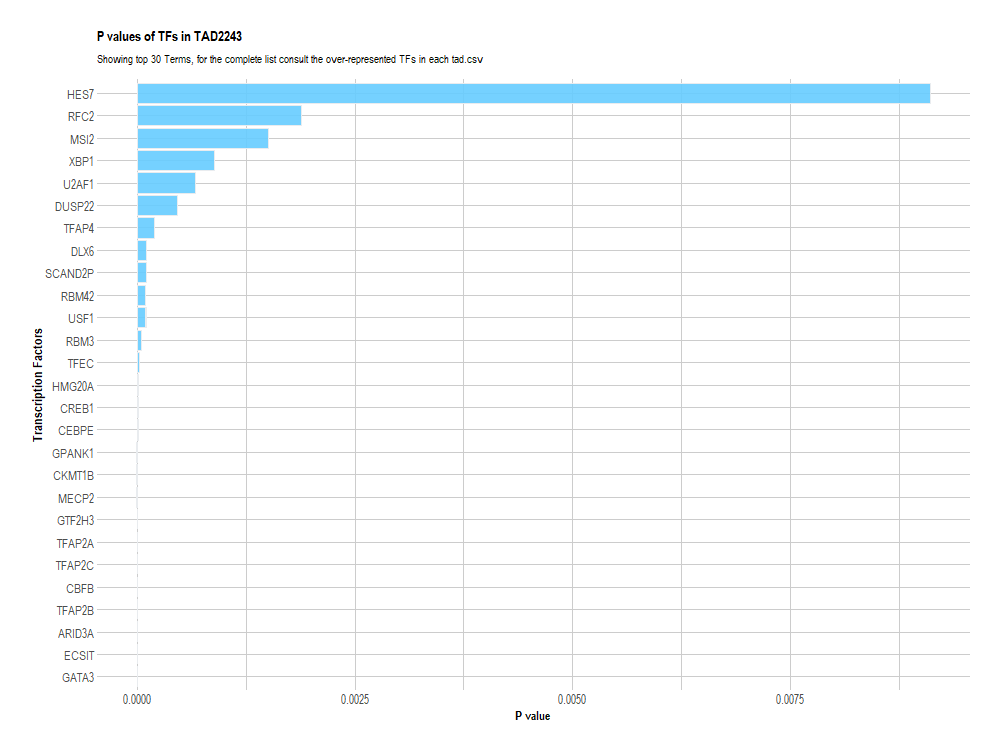 P values of TFs in TAD2243
Showing top 30 Terms, for the complete list consult the over-represented TFs in each tad.csv
HES7
RFC2
MSI2
XBP1
U2AF1
DUSP22
TFAP4
DLX6
SCAND2P
RBM42
USF1
RBM3
TFEC
HMG20A
CREB1
CEBPE
GPANK1
CKMT1B
MECP2
GTF2H3
TFAP2A
TFAP2C
CBFB
TFAP2B
ARID3A
ECSIT
GATA3
Transcription Factors
0.0000 0.0025 0.0050 0.0075
P value